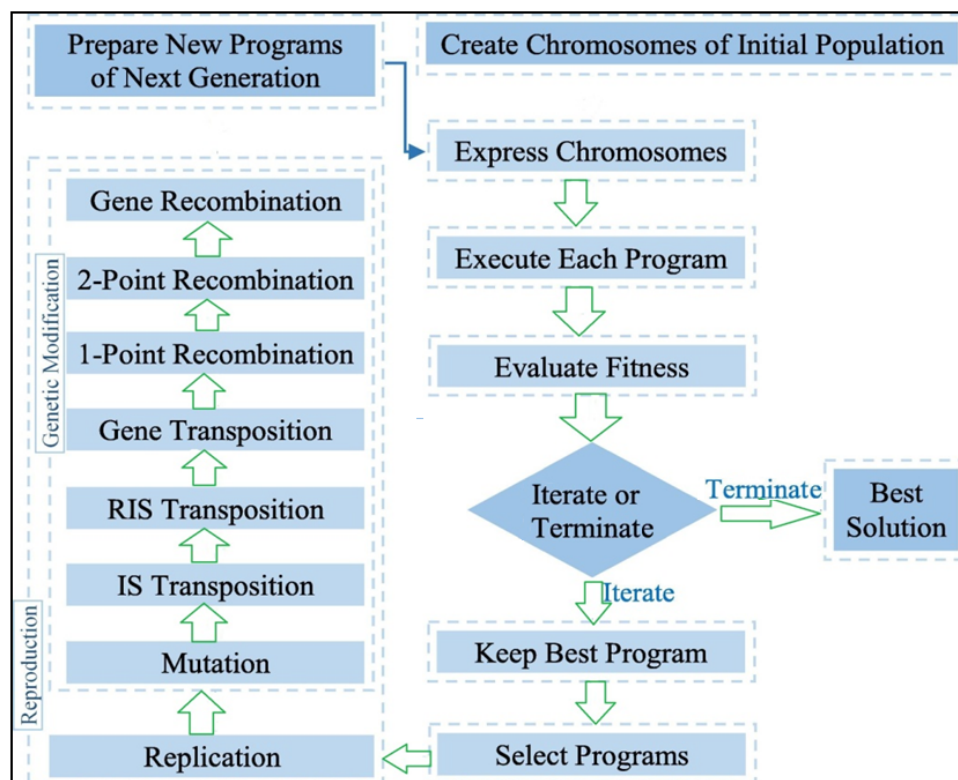 Prepare New Programs
of Next Generation
Create Chromosomes of Initial Population
Express Chromosomes
Execute Each Program
Evaluate Fitness
Iterate or
Terminate
Terminate
Best
Solution
Iterate
Keep Best Program
Select Programs
Gene Recombination
2-Point Recombination
1-Point Recombination
Gene Transposition
RIS Transposition
IS Transposition
Mutation
Replication
Genetic Modification
Reproduction